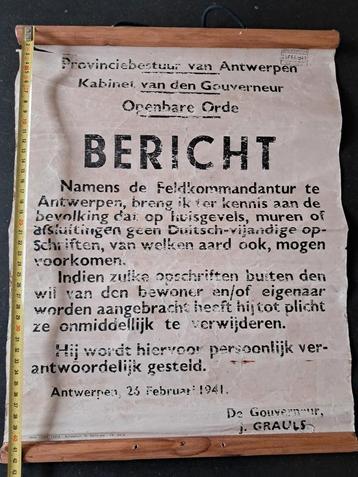 Provinciebestuur van Antwerpen
Kabinet van den Gouverneur
Openbare Orde
BERICHT
Namens de Feldkommandantur te
Antwerpen, breng ik ter kennis aan de
bevolking dat op huisgevels, muren of
afsluitingen geen Duitsch-vijandige op-
schriften, van welken aard ook, mogen
voorkomen.
Indien zulke opschriften buiten den
wil van den bewoner en/of eigenaar
worden aangebracht heeft hij tot plicht
ze onmiddellijk te verwijderen.
Hij wordt hiervoor persoonlijk ver-
antwoordelijk gesteld.
Antwerpen, 26 Februari 1941.
De Gouverneur,
J. GRAULS